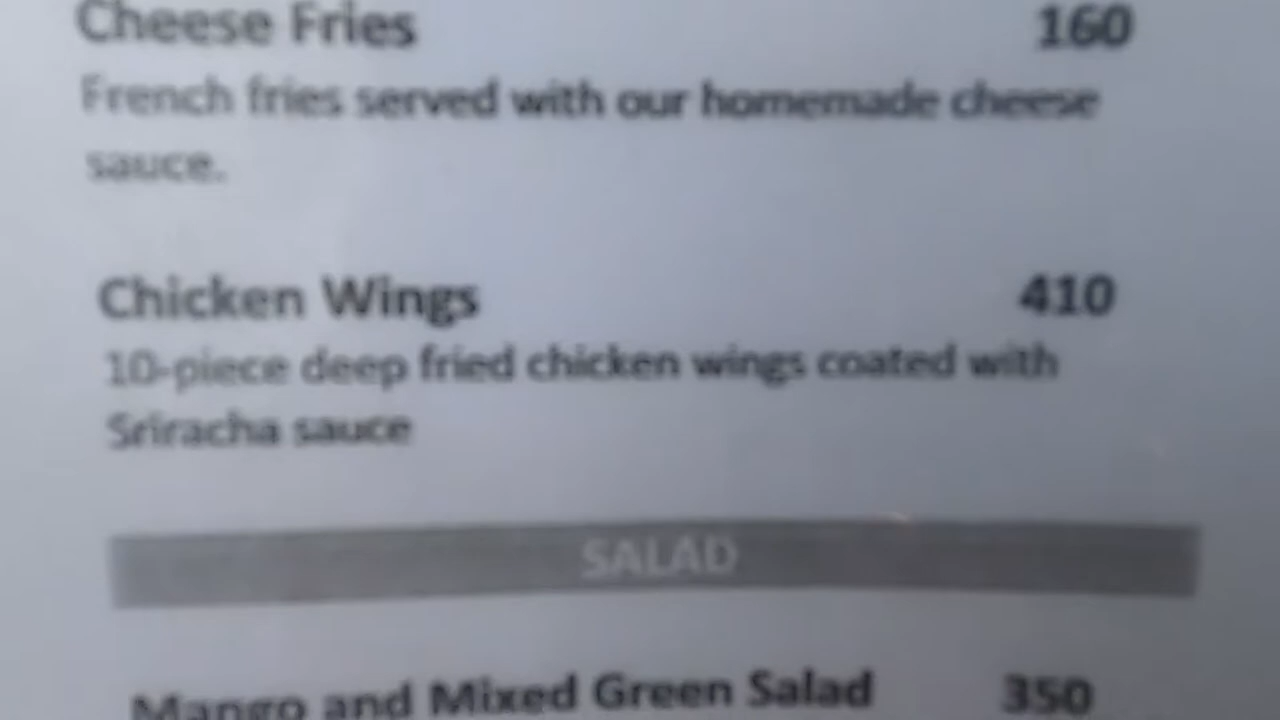 Cheese Fries 160
French fries served with our homemade cheese
sauce.
Chicken Wings 410
10-piece deep fried chicken wings coated with
Sriracha sauce
SALAD
Mango and Mixed Green Salad 350